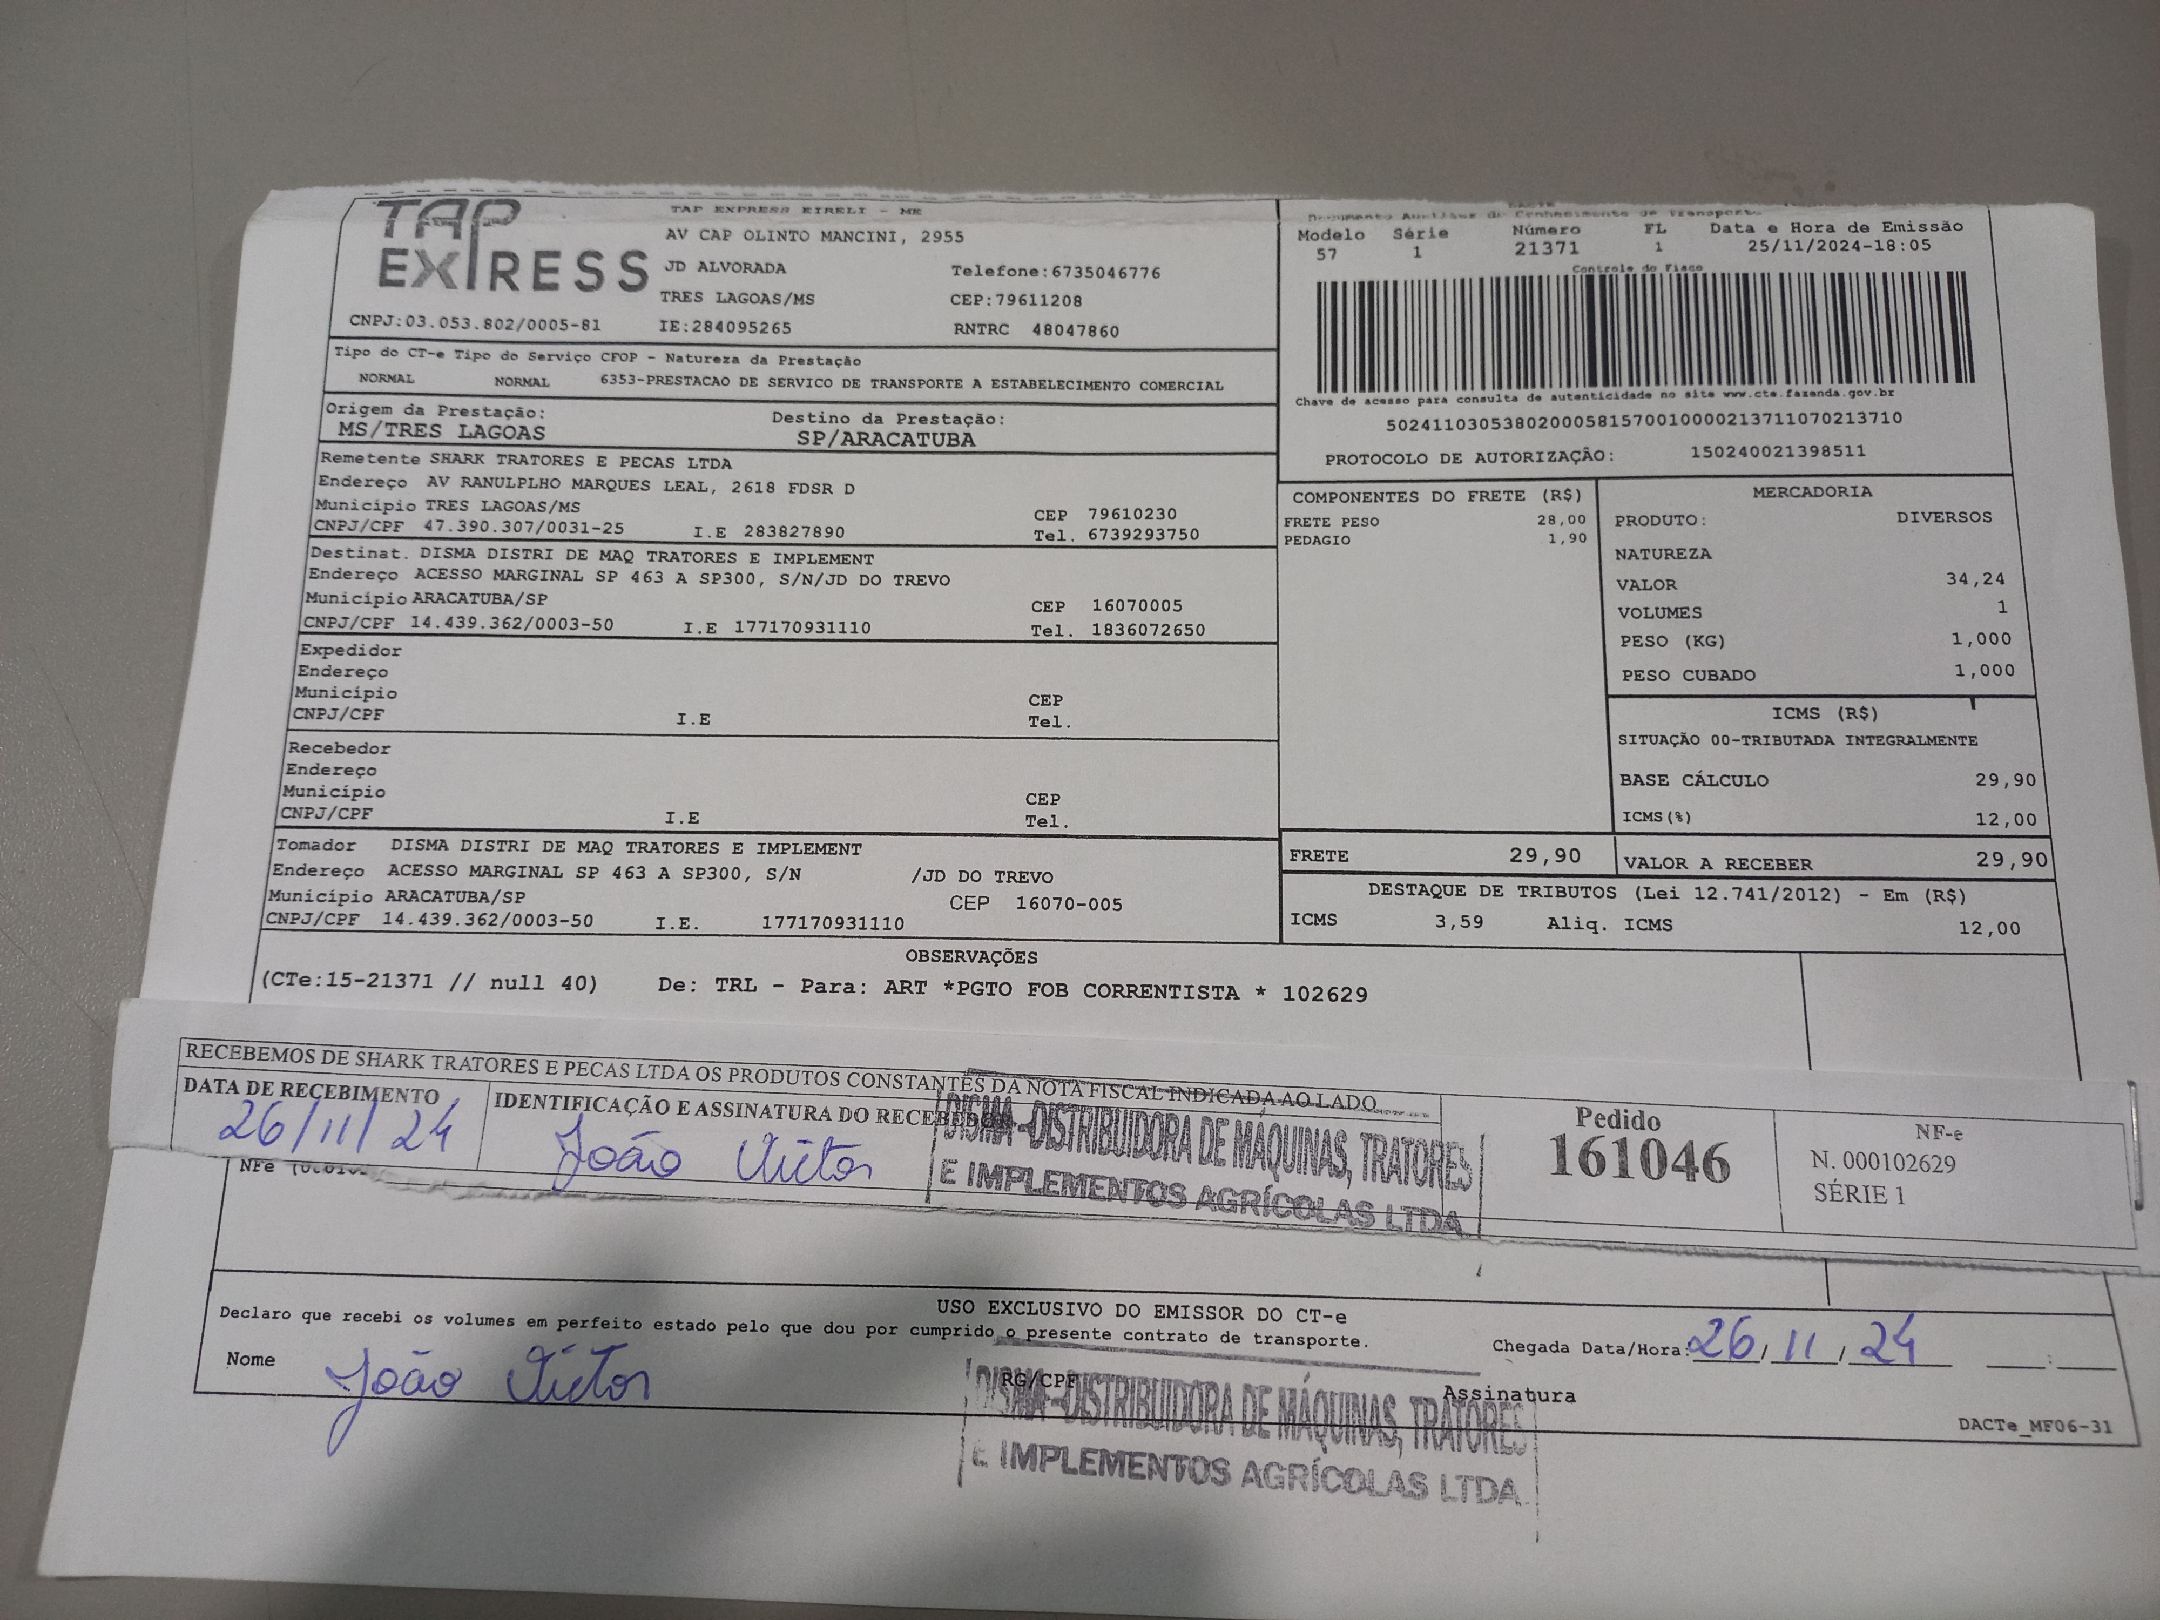 TAP
EXPRESS
TAP EXPRESS EIRELI - ME
AV CAP OLINTO MANCINI, 2955
JD ALVORADA Telefone:6735046776
TRES LAGOAS/MS CEP:79611208
CNPJ:03.053.802/0005-81 IE:284095265 RNTRC 48047860
Documento Auxiliar do Conhecimento de Transporte
Modelo Série Número FL Data e Hora de Emissão
57 1 21371 1 25/11/2024-18:05
Controle do Fisco
Chave de acesso para consulta de autenticidade no site www.cte.fazenda.gov.br
50241103053802000581570010000213711070213710
PROTOCOLO DE AUTORIZAÇÃO: 150240021398511
Tipo do CT-e Tipo do Serviço CFOP - Natureza da Prestação
NORMAL NORMAL 6353-PRESTACAO DE SERVICO DE TRANSPORTE A ESTABELECIMENTO COMERCIAL
Origem da Prestação: Destino da Prestação:
MS/TRES LAGOAS SP/ARACATUBA
Remetente SHARK TRATORES E PECAS LTDA
Endereço AV RANULPLHO MARQUES LEAL, 2618 FDSR D
Município TRES LAGOAS/MS CEP 79610230
CNPJ/CPF 47.390.307/0031-25 I.E 283827890 Tel. 6739293750
Destinat. DISMA DISTRI DE MAQ TRATORES E IMPLEMENT
Endereço ACESSO MARGINAL SP 463 A SP300, S/N/JD DO TREVO
Município ARACATUBA/SP CEP 16070005
CNPJ/CPF 14.439.362/0003-50 I.E 177170931110 Tel. 1836072650
Expedidor
Endereço
Município CEP
CNPJ/CPF I.E Tel.
Recebedor
Endereço
Município CEP
CNPJ/CPF I.E Tel.
Tomador DISMA DISTRI DE MAQ TRATORES E IMPLEMENT
Endereço ACESSO MARGINAL SP 463 A SP300, S/N /JD DO TREVO
Município ARACATUBA/SP CEP 16070-005
CNPJ/CPF 14.439.362/0003-50 I.E. 177170931110
COMPONENTES DO FRETE (R$)
FRETE PESO 28,00
PEDAGIO 1,90
MERCADORIA
PRODUTO: DIVERSOS
NATUREZA
VALOR 34,24
VOLUMES 1
PESO (KG) 1,000
PESO CUBADO 1,000
ICMS (R$)
SITUAÇÃO 00-TRIBUTADA INTEGRALMENTE
BASE CÁLCULO 29,90
ICMS(%) 12,00
FRETE 29,90 VALOR A RECEBER 29,90
DESTAQUE DE TRIBUTOS (Lei 12.741/2012) - Em (R$)
ICMS 3,59 Aliq. ICMS 12,00
OBSERVAÇÕES
(CTe:15-21371 // null 40) De: TRL - Para: ART *PGTO FOB CORRENTISTA * 102629
RECEBEMOS DE SHARK TRATORES E PECAS LTDA OS PRODUTOS CONSTANTES DA NOTA FISCAL INDICADA AO LADO
DATA DE RECEBIMENTO IDENTIFICAÇÃO E ASSINATURA DO RECEBEDOR
26/11/24 João Victor
DISMA - DISTRIBUIDORA DE MÁQUINAS, TRATORES
E IMPLEMENTOS AGRÍCOLAS LTDA
Pedido
161046
NF-e
N. 000102629
SÉRIE 1
NFe
USO EXCLUSIVO DO EMISSOR DO CT-e
Declaro que recebi os volumes em perfeito estado pelo que dou por cumprido o presente contrato de transporte.
Chegada Data/Hora: 26/11/24 :
Nome João Victor RG/CPF Assinatura
DISMA - DISTRIBUIDORA DE MÁQUINAS, TRATORES
E IMPLEMENTOS AGRÍCOLAS LTDA
DACTe_MF06-31